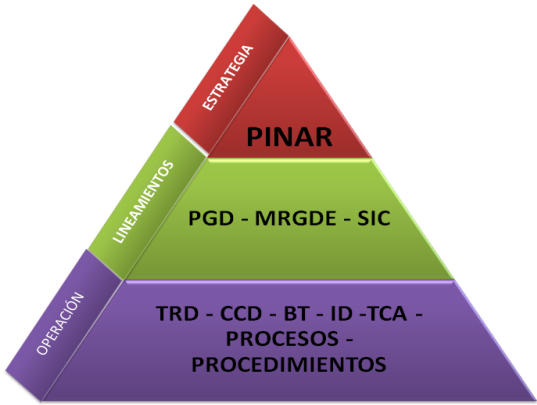 ESTRATEGIA
PINAR
LINEAMIENTOS
PGD - MRGDE - SIC
OPERACIÓN
TRD - CCD - BT - ID -TCA -
PROCESOS -
PROCEDIMIENTOS